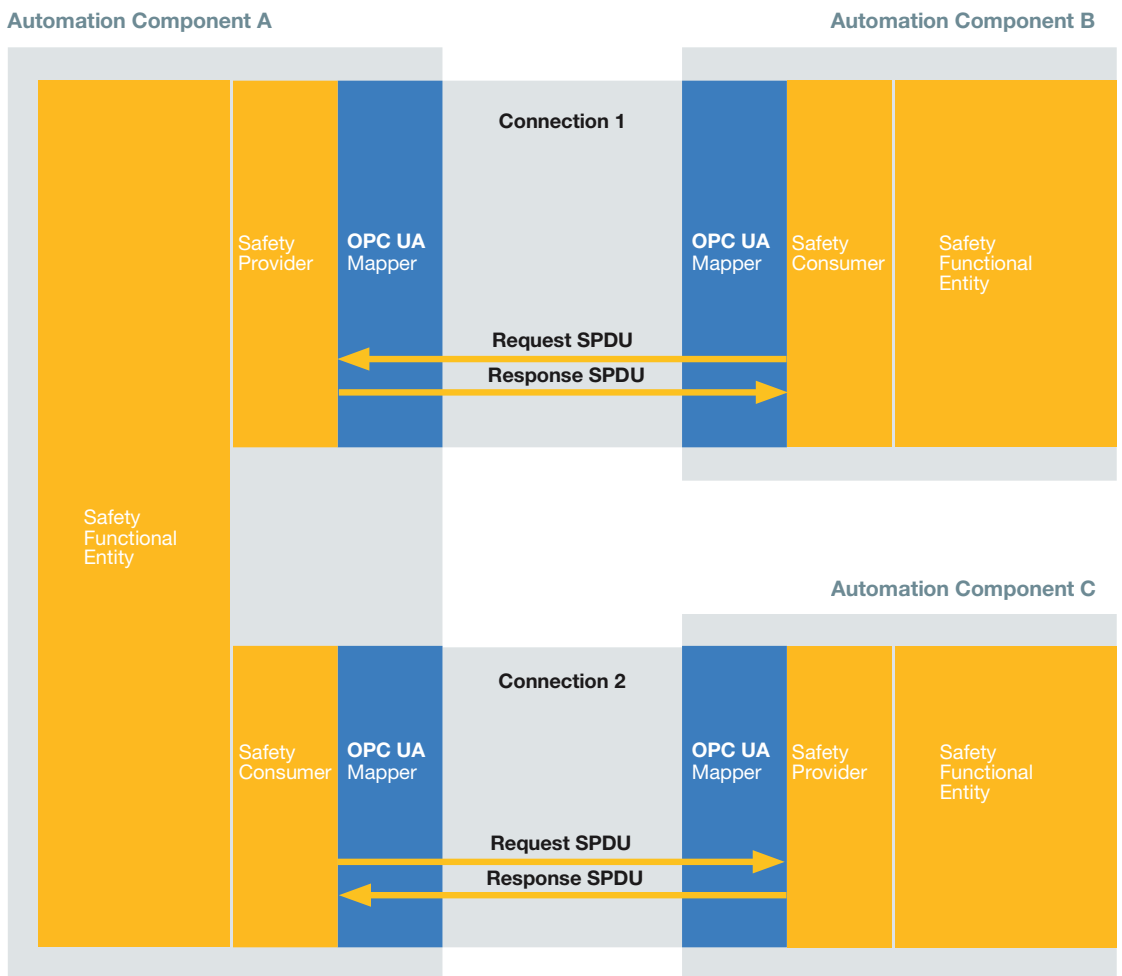 Automation Component A
Automation Component B
Connection 1
Safety
Provider
OPC UA
Mapper
OPC UA
Mapper
Safety
Consumer
Safety
Functional
Entity
Request SPDU
Response SPDU
Safety
Functional
Entity
Automation Component C
Connection 2
Safety
Consumer
OPC UA
Mapper
OPC UA
Mapper
Safety
Provider
Safety
Functional
Entity
Request SPDU
Response SPDU